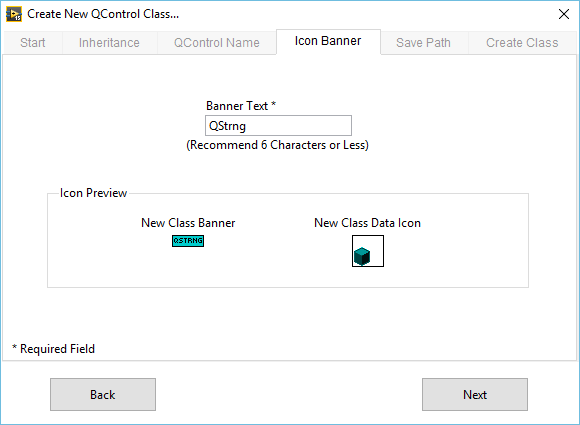 Create New QControl Class...
Start Inheritance QControl Name Icon Banner Save Path Create Class
Banner Text *
QStrng
(Recommend 6 Characters or Less)
Icon Preview
New Class Banner New Class Data Icon
QSTRNG
* Required Field
Back Next